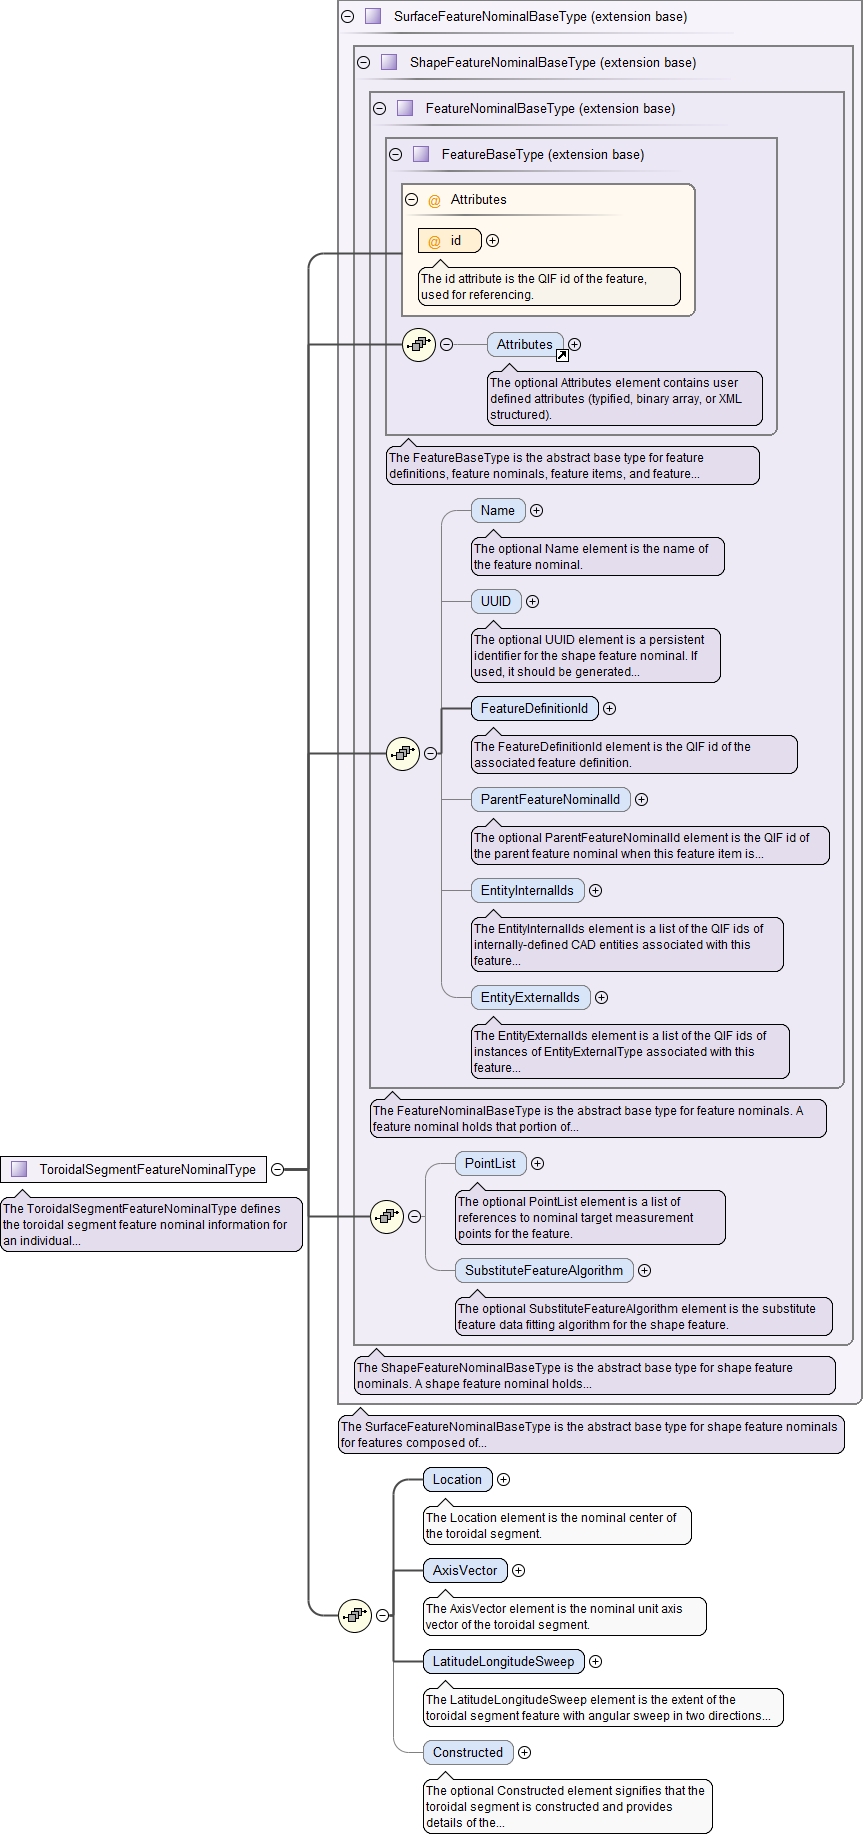 SurfaceFeatureNominalBaseType (extension base)
ShapeFeatureNominalBaseType (extension base)
FeatureNominalBaseType (extension base)
FeatureBaseType (extension base)
@ Attributes
@ id
The id attribute is the QIF id of the feature,
used for referencing.
Attributes
The optional Attributes element contains user
defined attributes (typified, binary array, or XML
structured).
The FeatureBaseType is the abstract base type for feature
definitions, feature nominals, feature items, and feature...
Name
The optional Name element is the name of
the feature nominal.
UUID
The optional UUID element is a persistent
identifier for the shape feature nominal. If
used, it should be generated...
FeatureDefinitionId
The FeatureDefinitionId element is the QIF id of the
associated feature definition.
ParentFeatureNominalId
The optional ParentFeatureNominalId element is the QIF id of
the parent feature nominal when this feature item is...
EntityInternalIds
The EntityInternalIds element is a list of the QIF ids of
internally-defined CAD entities associated with this
feature...
EntityExternalIds
The EntityExternalIds element is a list of the QIF ids of
instances of EntityExternalType associated with this
feature...
The FeatureNominalBaseType is the abstract base type for feature nominals. A
feature nominal holds that portion of...
ToroidalSegmentFeatureNominalType
The ToroidalSegmentFeatureNominalType defines
the toroidal segment feature nominal information for
an individual...
PointList
The optional PointList element is a list of
references to nominal target measurement
points for the feature.
SubstituteFeatureAlgorithm
The optional SubstituteFeatureAlgorithm element is the substitute
feature data fitting algorithm for the shape feature.
The ShapeFeatureNominalBaseType is the abstract base type for shape feature
nominals. A shape feature nominal holds...
The SurfaceFeatureNominalBaseType is the abstract base type for shape feature nominals
for features composed of...
Location
The Location element is the nominal center of
the toroidal segment.
AxisVector
The AxisVector element is the nominal unit axis
vector of the toroidal segment.
LatitudeLongitudeSweep
The LatitudeLongitudeSweep element is the extent of the
toroidal segment feature with angular sweep in two directions...
Constructed
The optional Constructed element signifies that the
toroidal segment is constructed and provides
details of the...